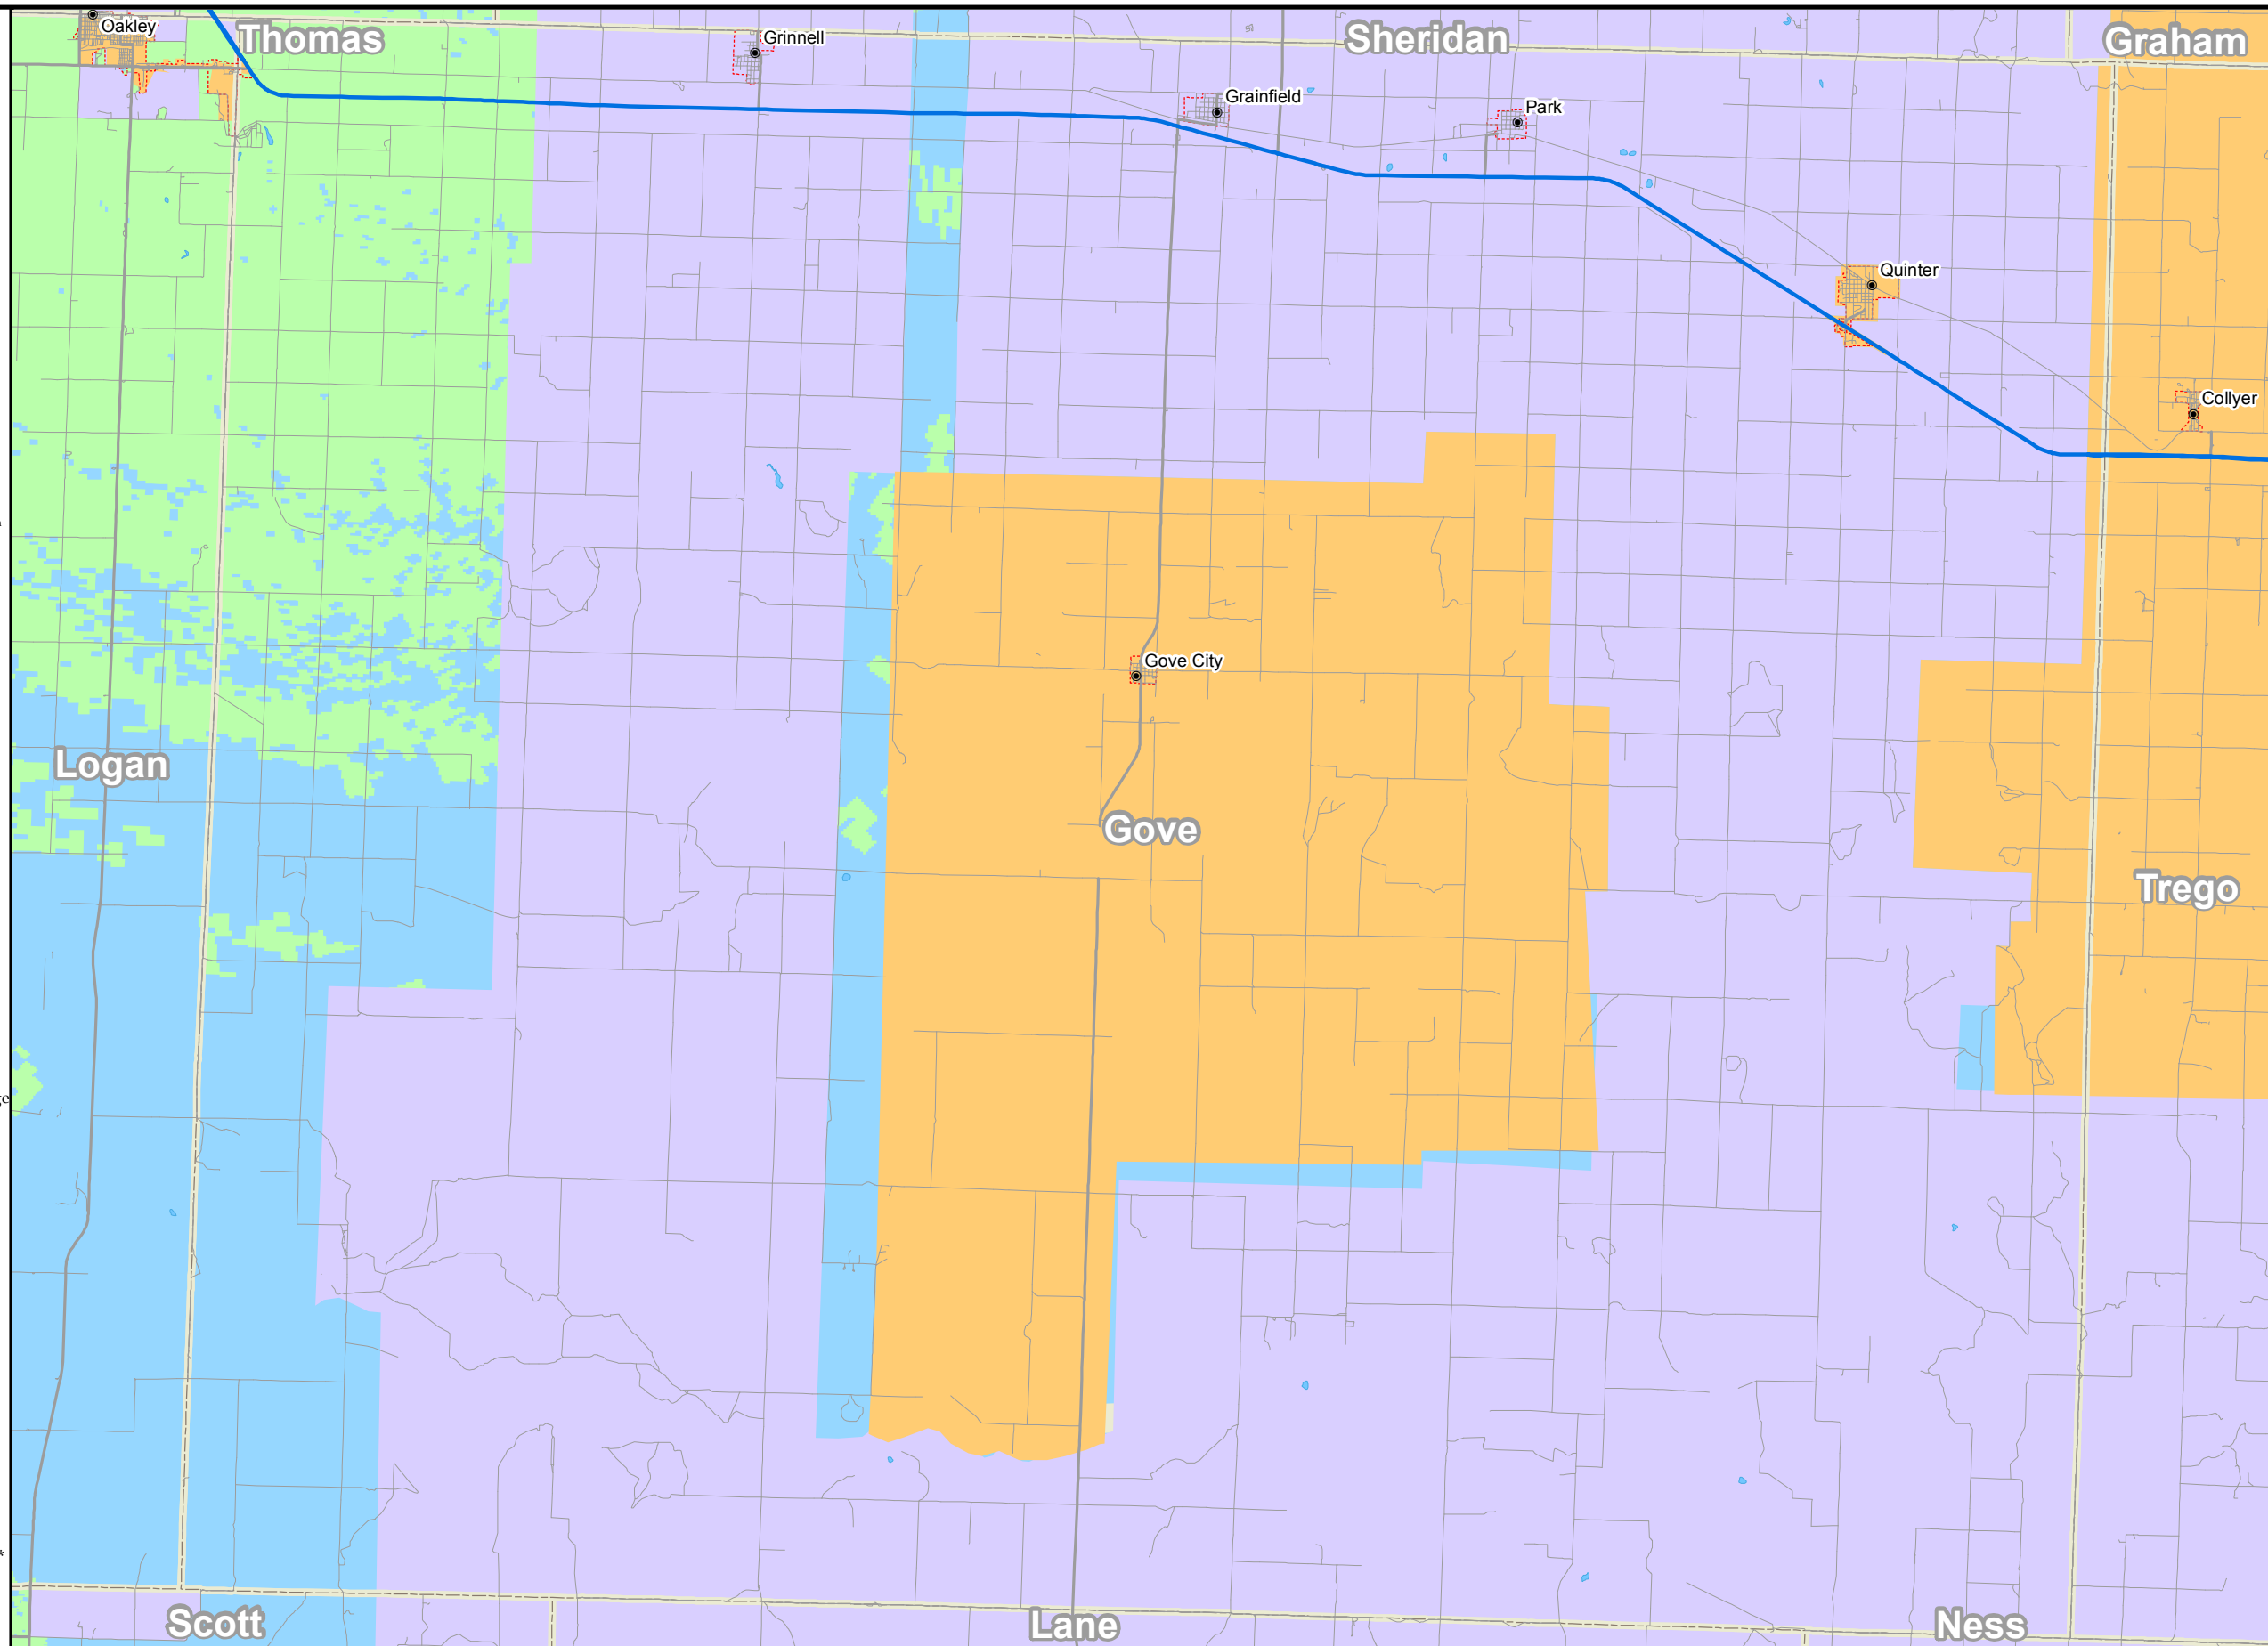 Oakley
Thomas
Grinnell
Sheridan
Graham
Grainfield
Park
Quinter
Collyer
Gove City
Logan
Gove
Trego
Scott
Lane
Ness